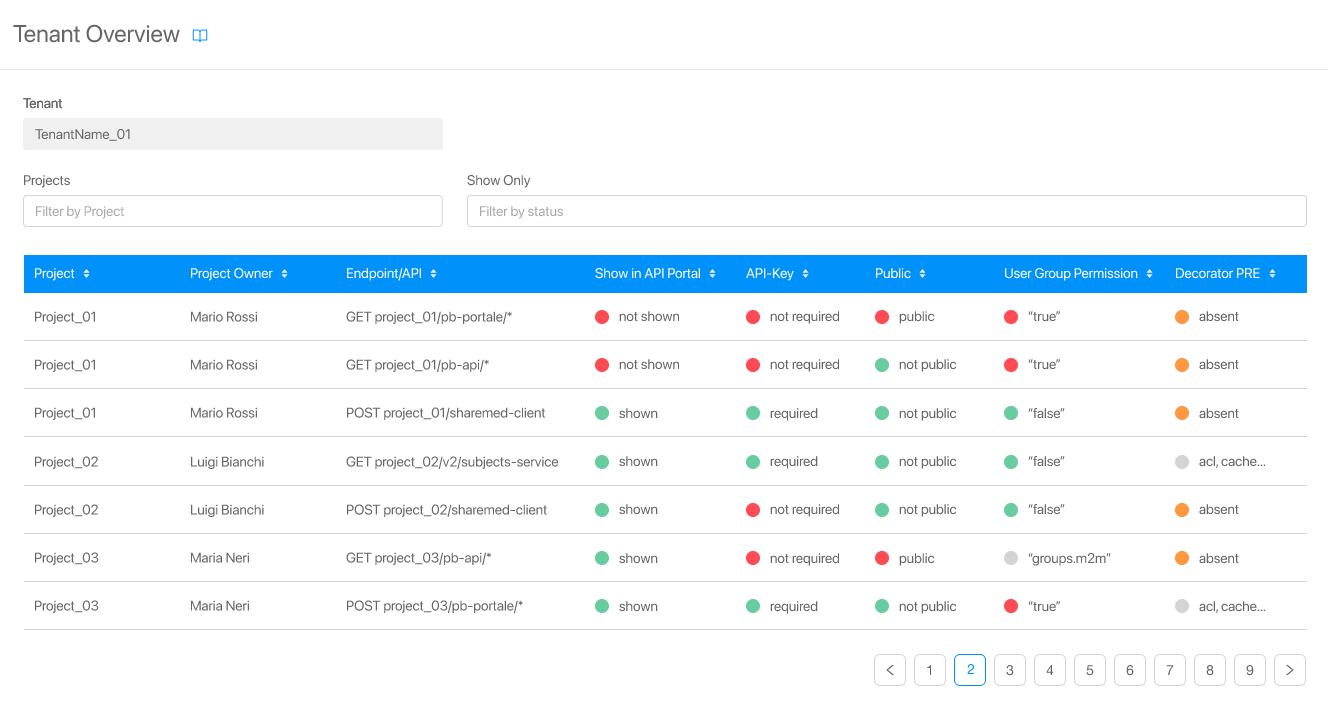 Tenant Overview
Tenant
TenantName_01
Projects Show Only
Filter by Project Filter by status
Project Project Owner Endpoint/API Show in API Portal API-Key Public User Group Permission Decorator PRE
Project_01 Mario Rossi GET project_01/pb-portale/* not shown not required public “true” absent
Project_01 Mario Rossi GET project_01/pb-api/* not shown not required not public “true” absent
Project_01 Mario Rossi POST project_01/sharemed-client shown required not public “false” absent
Project_02 Luigi Bianchi GET project_02/v2/subjects-service shown required not public “false” acl, cache...
Project_02 Luigi Bianchi POST project_02/sharemed-client shown not required not public “false” absent
Project_03 Maria Neri GET project_03/pb-api/* shown not required public “groups.m2m” absent
Project_03 Maria Neri POST project_03/pb-portale/* shown required not public “true” acl, cache...
1 2 3 4 5 6 7 8 9